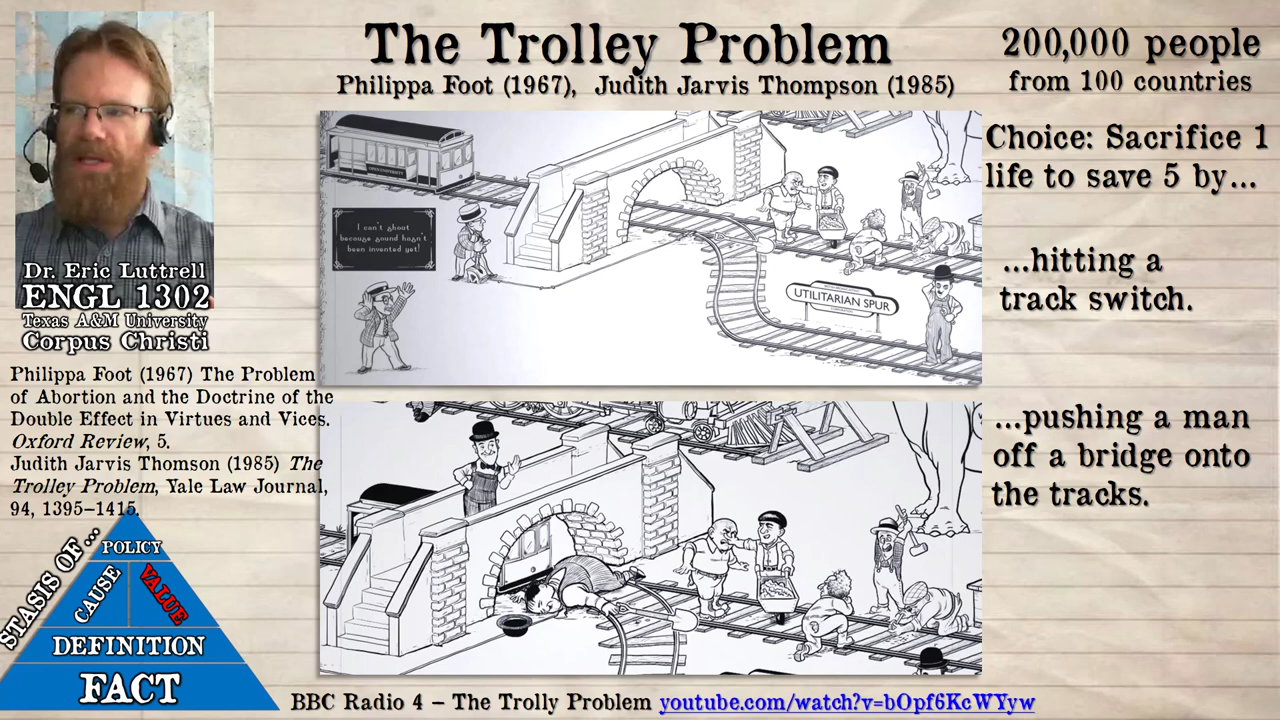 The Trolley Problem
Philippa Foot (1967), Judith Jarvis Thompson (1985)
200,000 people
from 100 countries
Choice: Sacrifice 1
life to save 5 by...
...hitting a
track switch.
...pushing a man
off a bridge onto
the tracks.
OPEN UNIVERSITY
I can't shout
because sound hasn't
been invented yet!
UTILITARIAN SPUR
Dr. Eric Luttrell
ENGL 1302
Texas A&M University
Corpus Christi
Philippa Foot (1967) The Problem
of Abortion and the Doctrine of the
Double Effect in Virtues and Vices.
Oxford Review, 5.
Judith Jarvis Thomson (1985) The
Trolley Problem, Yale Law Journal,
94, 1395–1415.
STASIS OF...
POLICY
CAUSE
VALUE
DEFINITION
FACT
BBC Radio 4 – The Trolly Problem youtube.com/watch?v=bOpf6KcWYyw